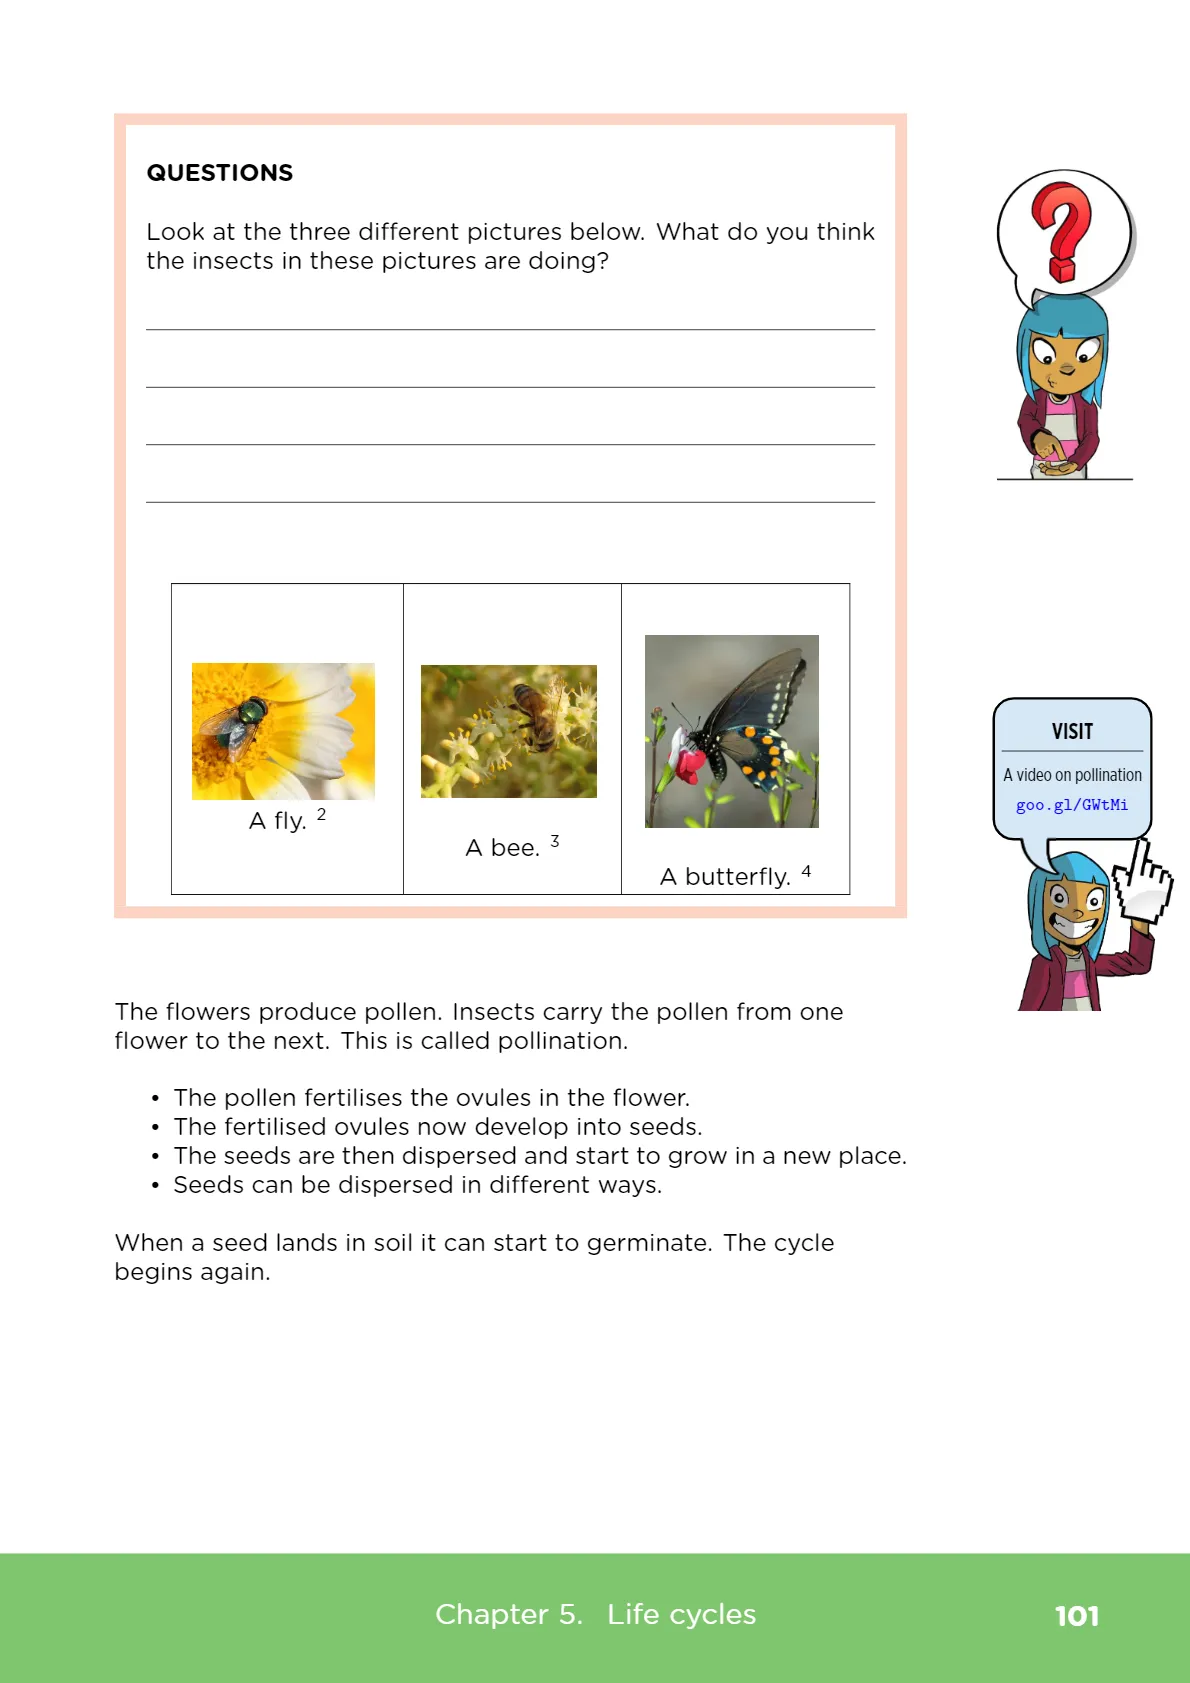 QUESTIONS
Look at the three different pictures below. What do you think
the insects in these pictures are doing?
A fly. 2
A bee. 3
A butterfly. 4
VISIT
A video on pollination
goo.gl/GWtMi
The flowers produce pollen. Insects carry the pollen from one
flower to the next. This is called pollination.
• The pollen fertilises the ovules in the flower.
• The fertilised ovules now develop into seeds.
• The seeds are then dispersed and start to grow in a new place.
• Seeds can be dispersed in different ways.
When a seed lands in soil it can start to germinate. The cycle
begins again.
Chapter 5. Life cycles
101